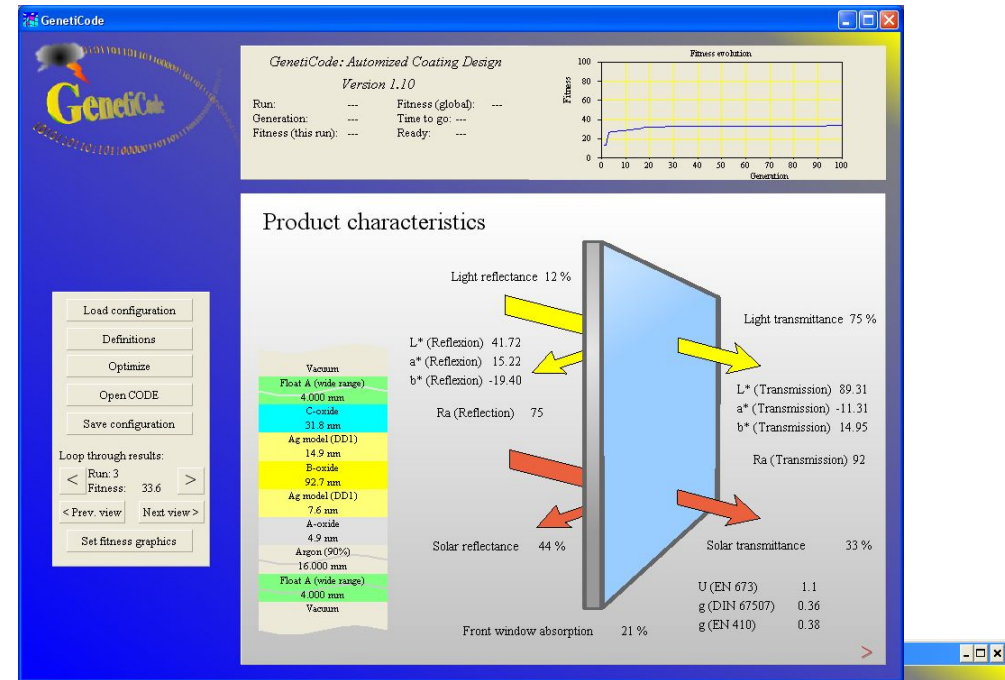 GenetiCode
GenetiCode
GenetiCode: Automized Coating Design
Version 1.10
Run: --- Fitness (global): ---
Generation: --- Time to go: ---
Fitness (this run): --- Ready: ---
Fitness evolution
Fitness
100
80
60
40
20
0
0 10 20 30 40 50 60 70 80 90 100
Generation
Load configuration
Definitions
Optimize
Open CODE
Save configuration
Loop through results:
< Run: 3 >
Fitness: 33.6
< Prev. view Next view >
Set fitness graphics
Product characteristics
Light reflectance 12 %
L* (Reflexion) 41.72
a* (Reflexion) 15.22
b* (Reflexion) -19.40
Ra (Reflection) 75
Light transmittance 75 %
L* (Transmission) 89.31
a* (Transmission) -11.31
b* (Transmission) 14.95
Ra (Transmission) 92
Vacuum
Float A (wide range)
4.000 mm
C-oxide
31.8 nm
Ag model (DD1)
14.9 nm
B-oxide
92.7 nm
Ag model (DD1)
7.6 nm
A-oxide
4.9 nm
Argon (90%)
16.000 mm
Float A (wide range)
4.000 mm
Vacuum
Solar reflectance 44 %
Solar transmittance 33 %
U (EN 673) 1.1
g (DIN 67507) 0.36
g (EN 410) 0.38
Front window absorption 21 %
>